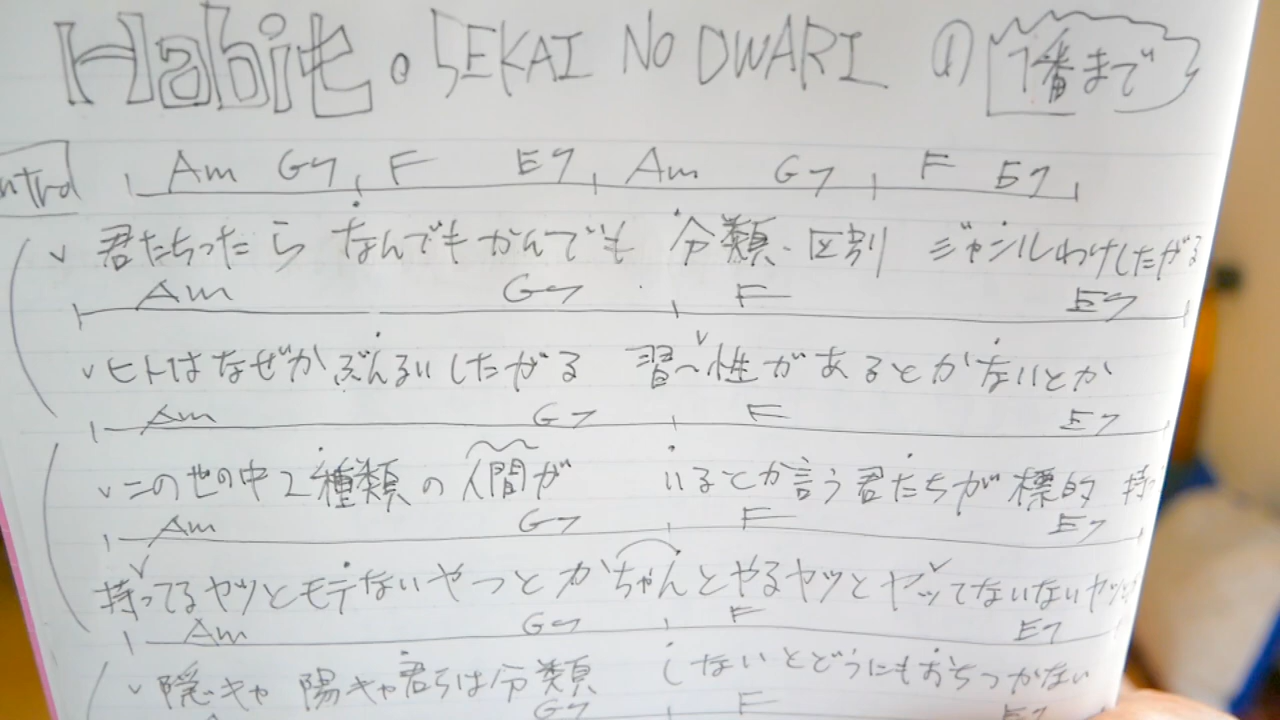 Habit. SEKAI NO OWARI ① 1番まで
Am G7 F E7 Am G7 F E7
君たちったら なんでもかんでも 分類、区別 ジャンルわけしたがる
Am G7 F E7
ヒトはなぜかぶんるいしたがる 習〜性があるとかないとか
Am G7 F E7
この世の中2種類の人間が いるとか言う君たちが標的 持っ
Am G7 F E7
持ってるヤツとモテないやつとかちゃんとやるヤツとヤッてないないヤツ
Am G7 F E7
隠キャ 陽キャ君らは分類 しないとどうにもおちつかない
G7 F E7